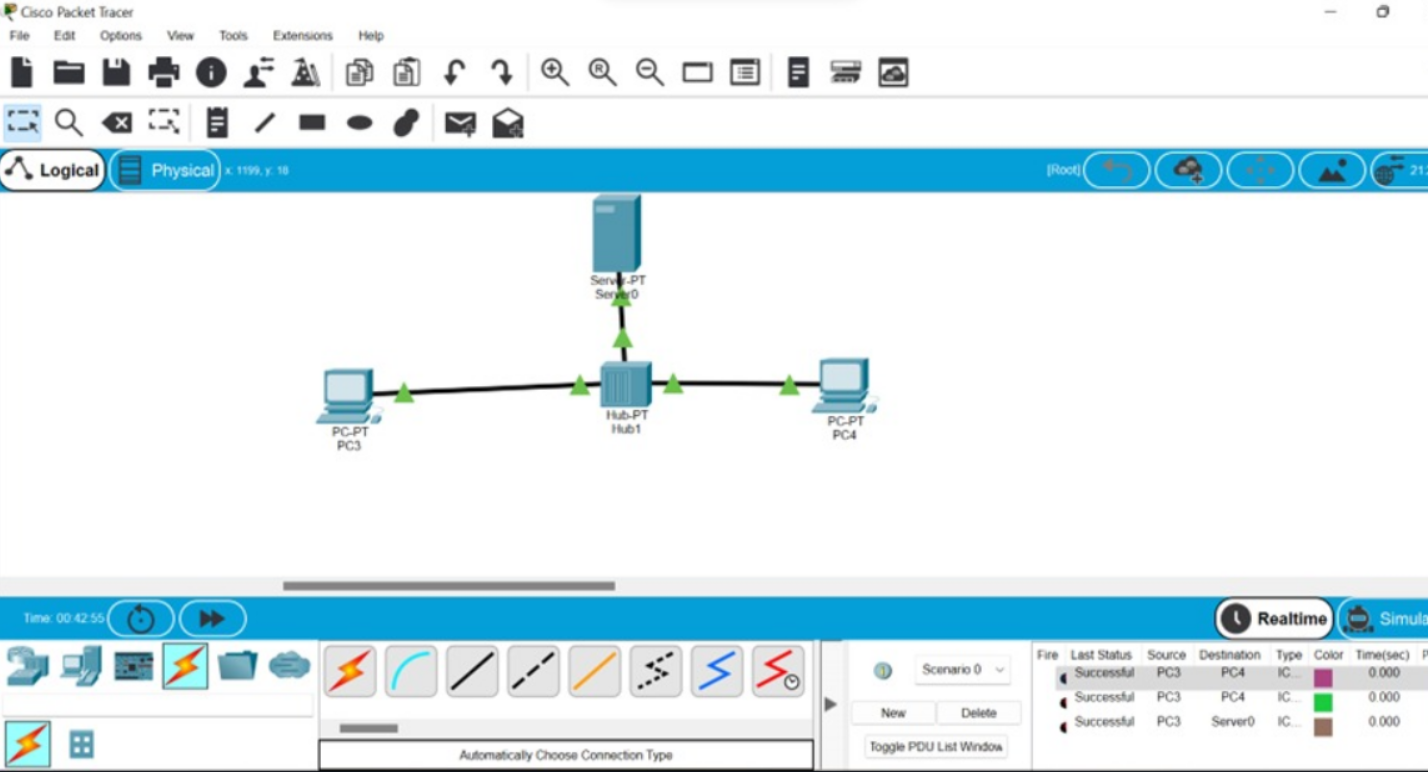 Cisco Packet Tracer
File Edit Options View Tools Extensions Help
Logical Physical x: 1199, y: 18 [Root] 21:
Server-PT
Server0
PC-PT
PC3
Hub-PT
Hub1
PC-PT
PC4
Time: 00:42:55 Realtime Simula
Fire Last Status Source Destination Type Color Time(sec) P
Successful PC3 PC4 IC... 0.000
Successful PC3 PC4 IC... 0.000
Successful PC3 Server0 IC... 0.000
Scenario 0
New Delete
Toggle PDU List Window
Automatically Choose Connection Type